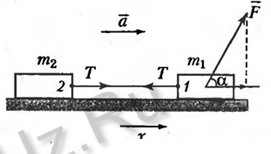 a F
m₂ T T m₁
2 1 α
x